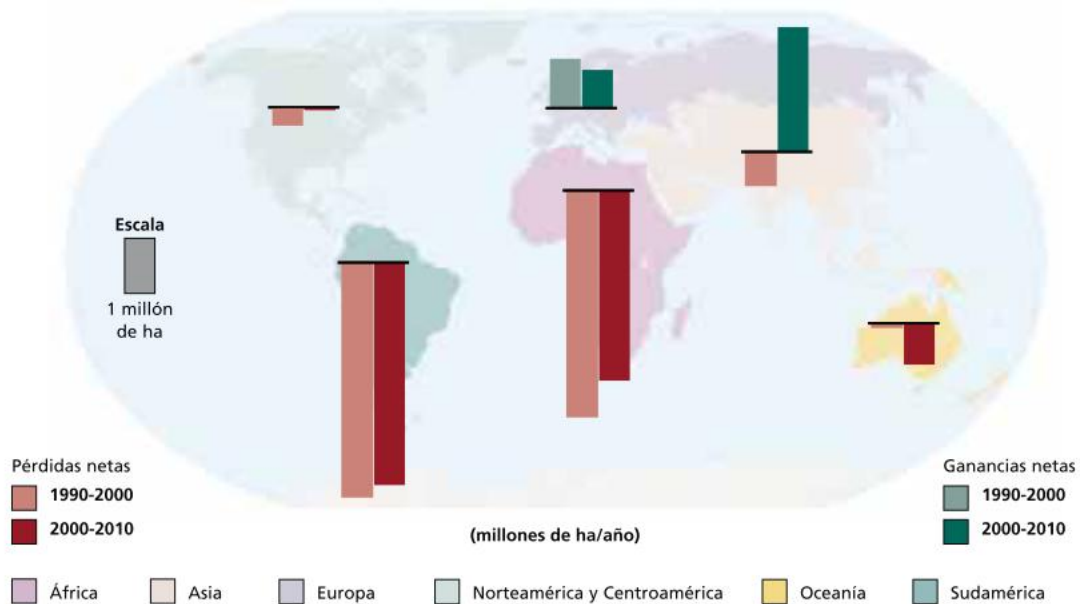 Escala
1 millón
de ha
Pérdidas netas
1990-2000
2000-2010
(millones de ha/año)
Ganancias netas
1990-2000
2000-2010
África
Asia
Europa
Norteamérica y Centroamérica
Oceanía
Sudamérica